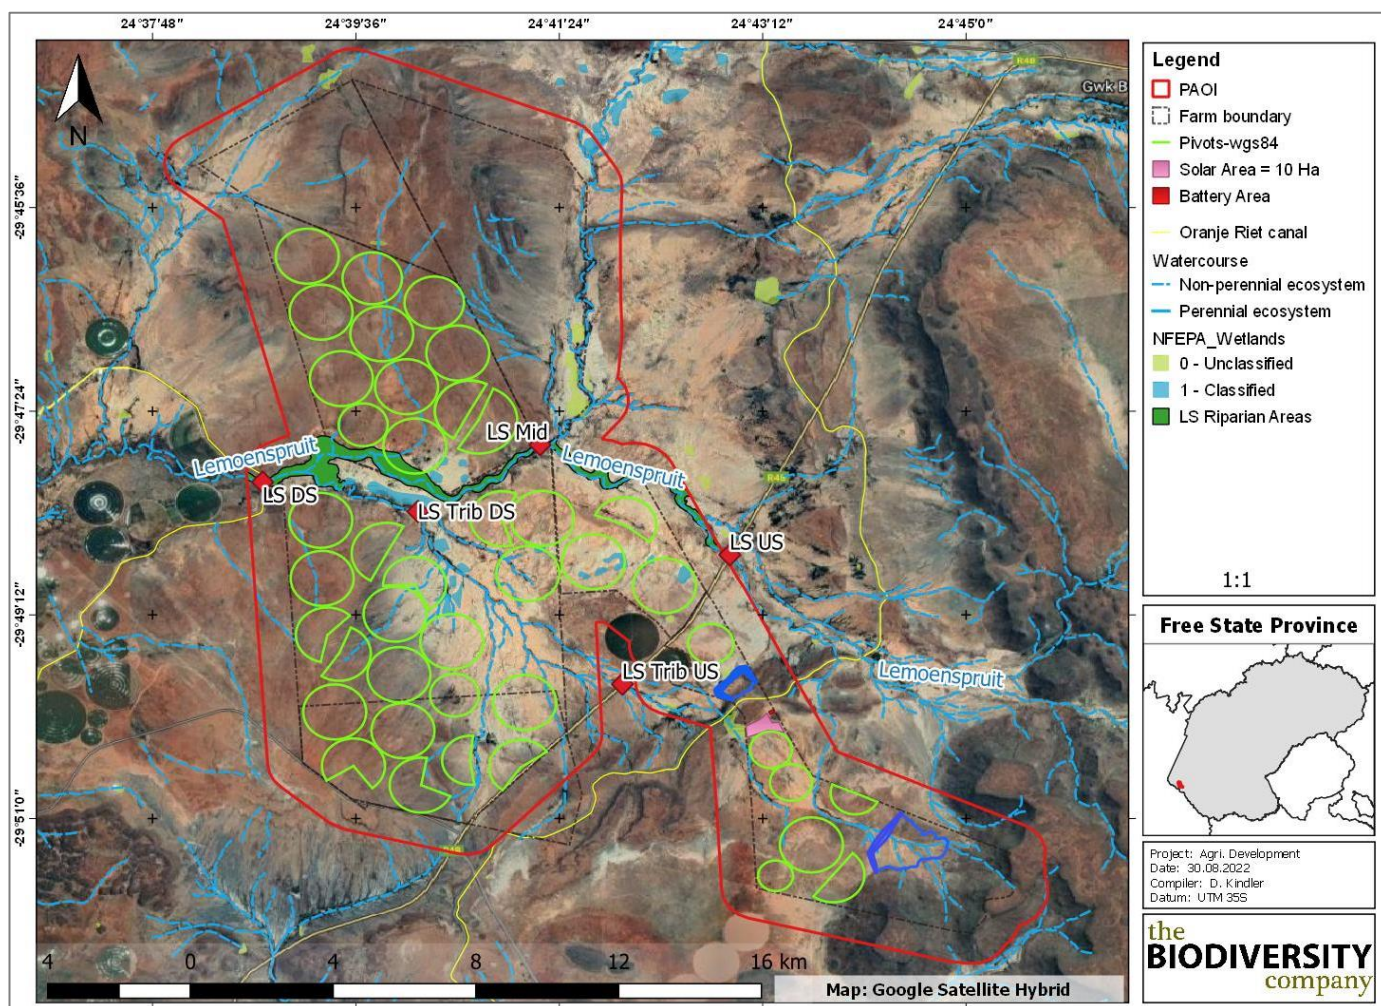 24°37'48"
24°39'36"
24°41'24"
24°43'12"
24°45'0"
-29°45'36"
-29°47'24"
-29°49'12"
-29°51'0"
N
R48
Gwk B
LS Mid
Lemoenspruit
Lemoenspruit
R48
LS DS
LS Trib DS
LS US
LS Trib US
Lemoenspruit
4 0 4 8 12 16 km
Map: Google Satellite Hybrid
Legend
PAOI
Farm boundary
Pivots-wgs84
Solar Area = 10 Ha
Battery Area
Oranje Riet canal
Watercourse
Non-perennial ecosystem
Perennial ecosystem
NFEPA_Wetlands
0 - Unclassified
1 - Classified
LS Riparian Areas
1:1
Free State Province
Project: Agri. Development
Date: 30.08.2022
Compiler: D. Kindler
Datum: UTM 35S
the
BIODIVERSITY
company